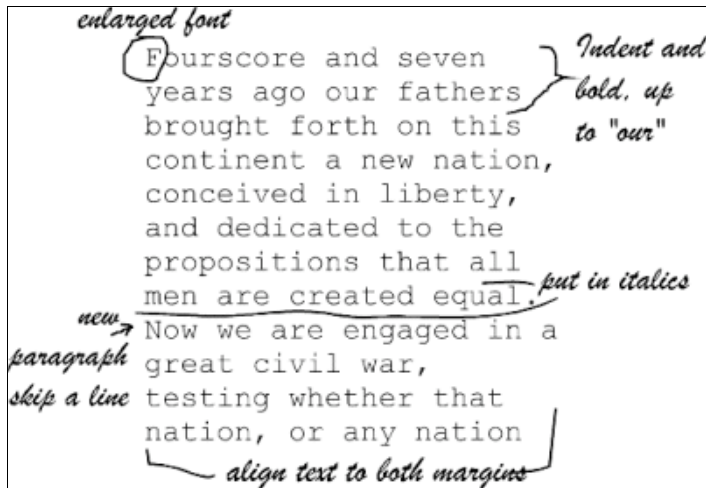 enlarged font
Fourscore and seven
years ago our fathers
brought forth on this
continent a new nation,
conceived in liberty,
and dedicated to the
propositions that all
men are created equal.
Now we are engaged in a
great civil war,
testing whether that
nation, or any nation
Indent and
bold, up
to "our"
put in italics
new
paragraph
skip a line
align text to both margins